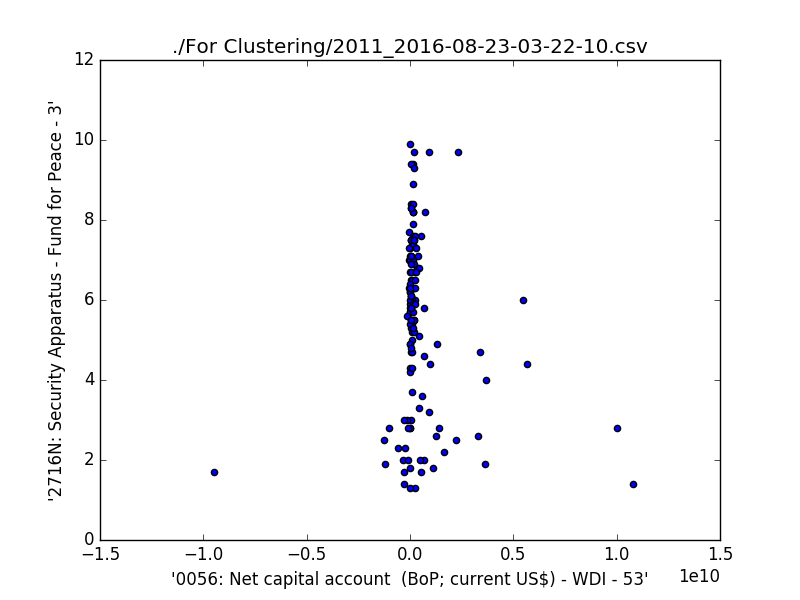 ./For Clustering/2011_2016-08-23-03-22-10.csv
'2716N: Security Apparatus - Fund for Peace - 3'
12
10
8
6
4
2
0
−1.5 −1.0 −0.5 0.0 0.5 1.0 1.5
1e10
'0056: Net capital account  (BoP; current US$) - WDI - 53'